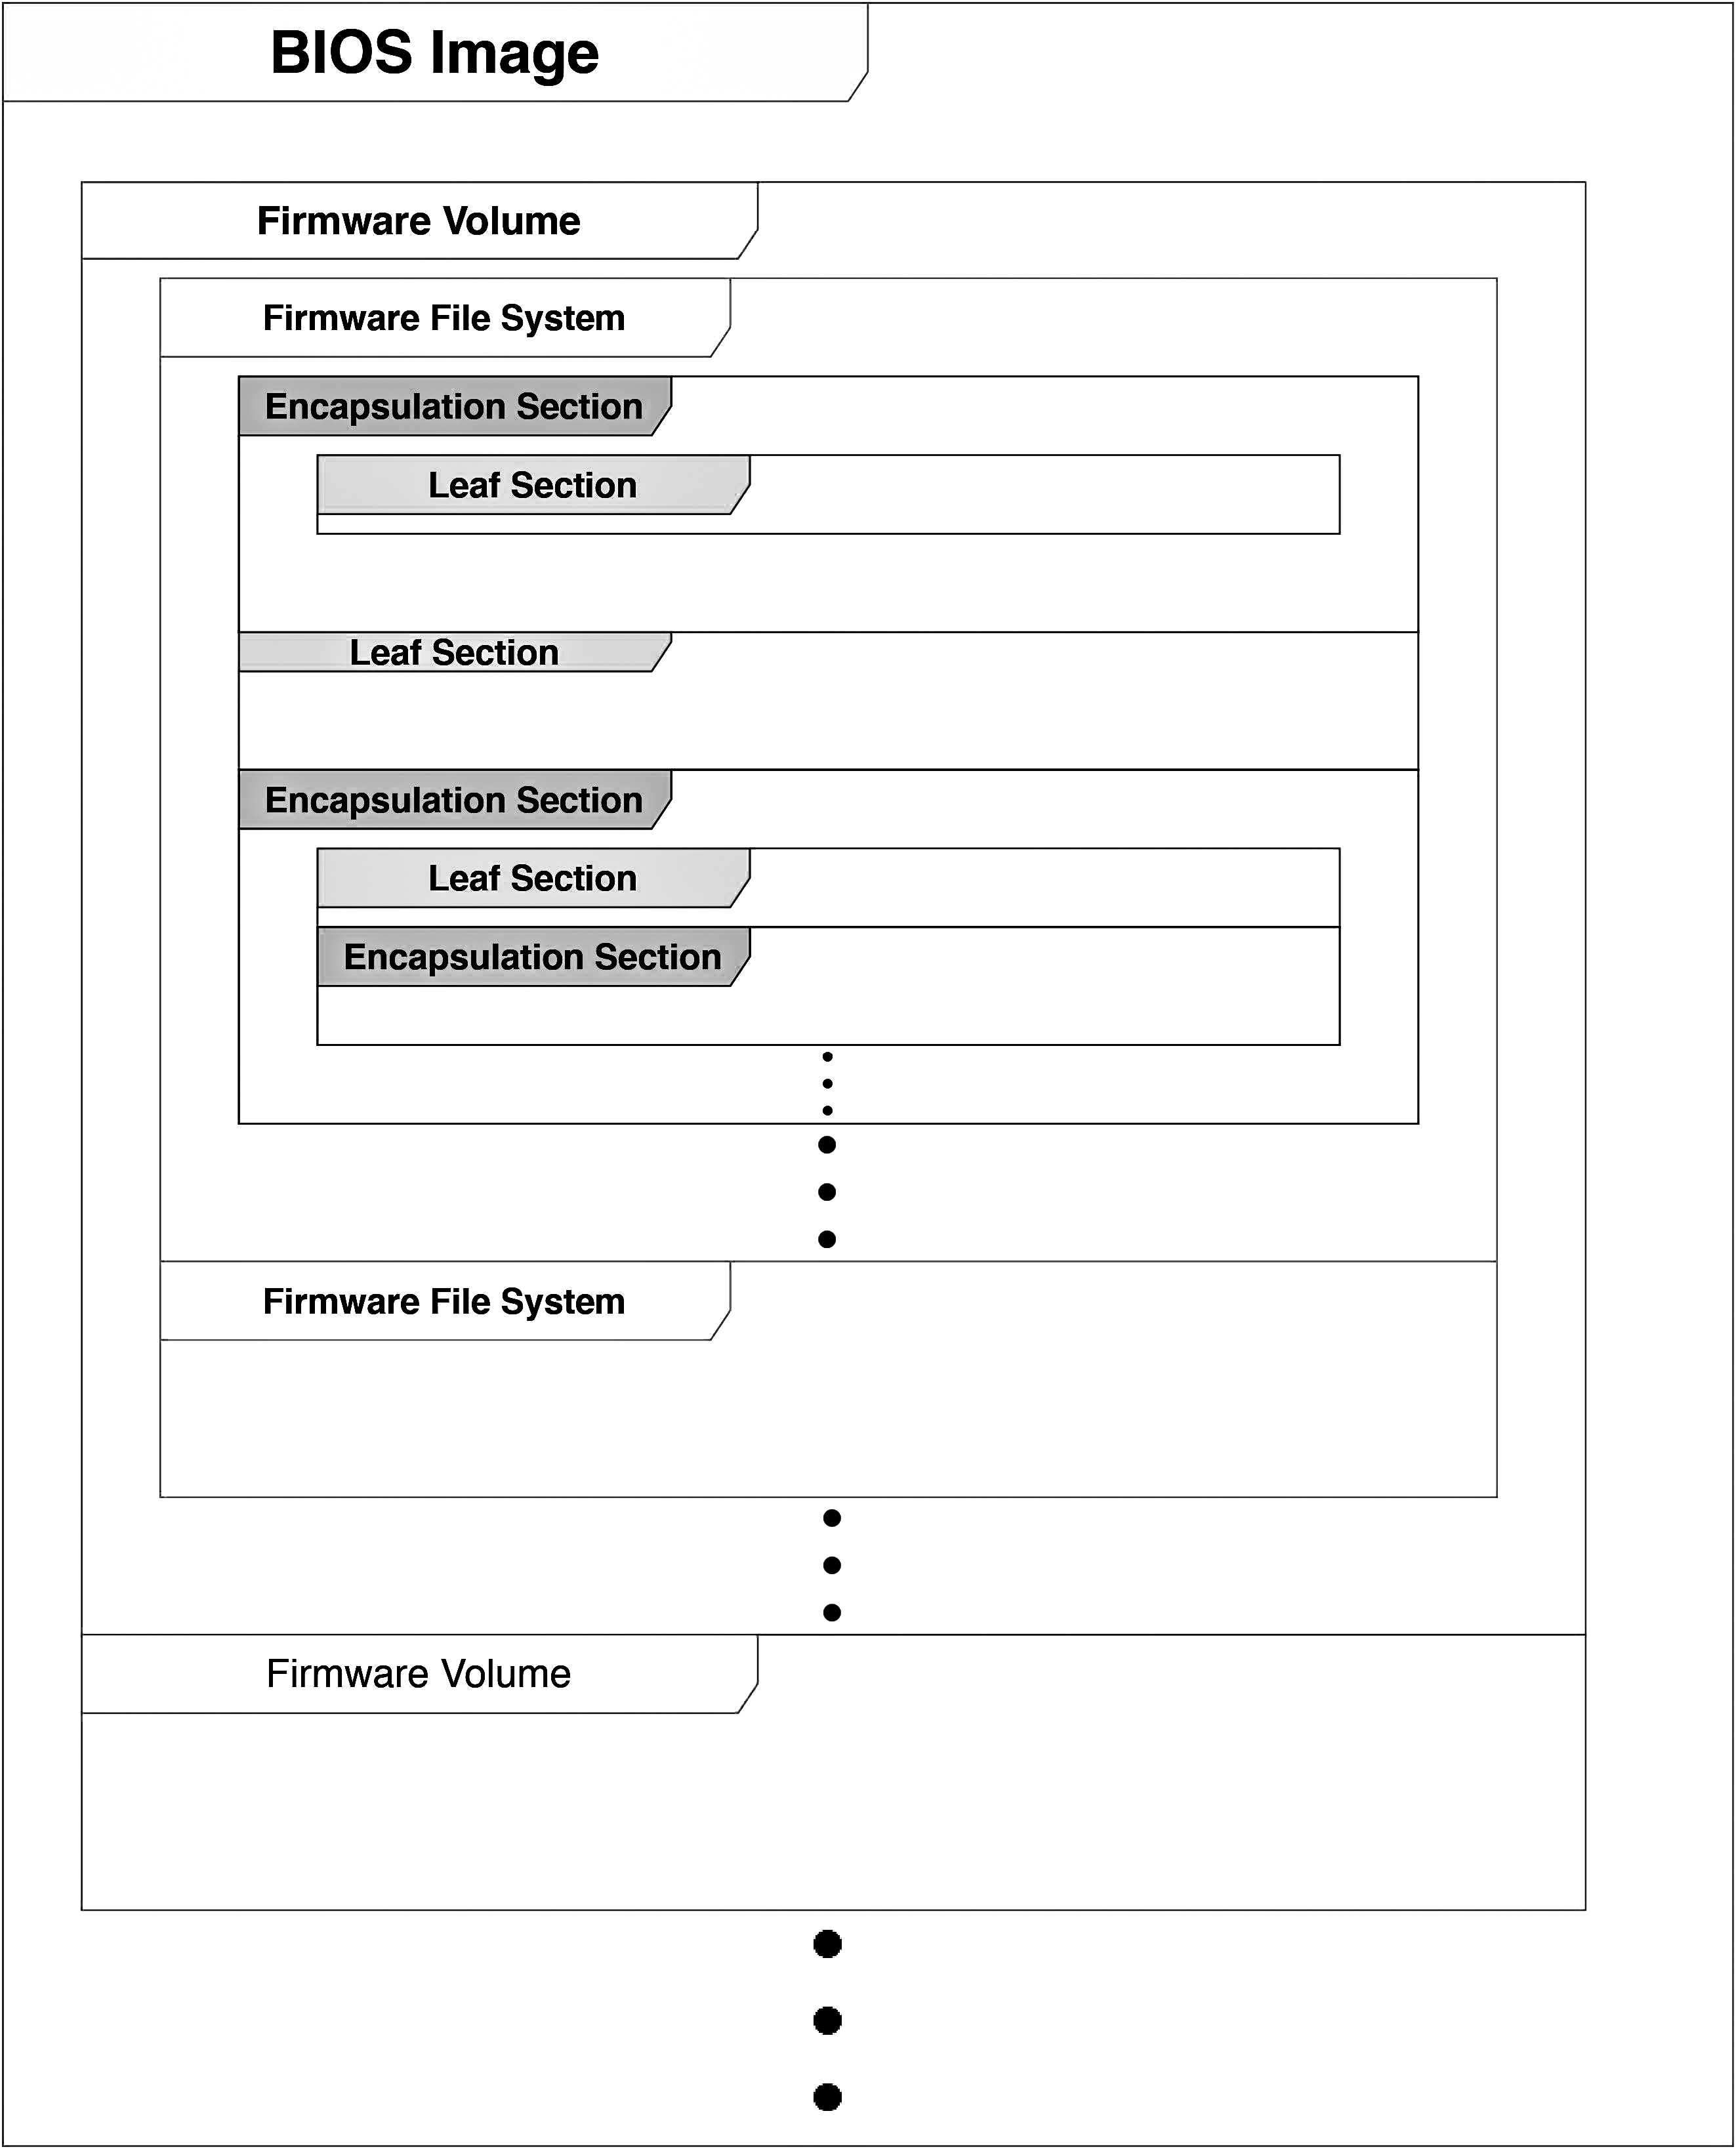 BIOS Image
Firmware Volume
Firmware File System
Encapsulation Section
Leaf Section
Leaf Section
Encapsulation Section
Leaf Section
Encapsulation Section
Firmware File System
Firmware Volume